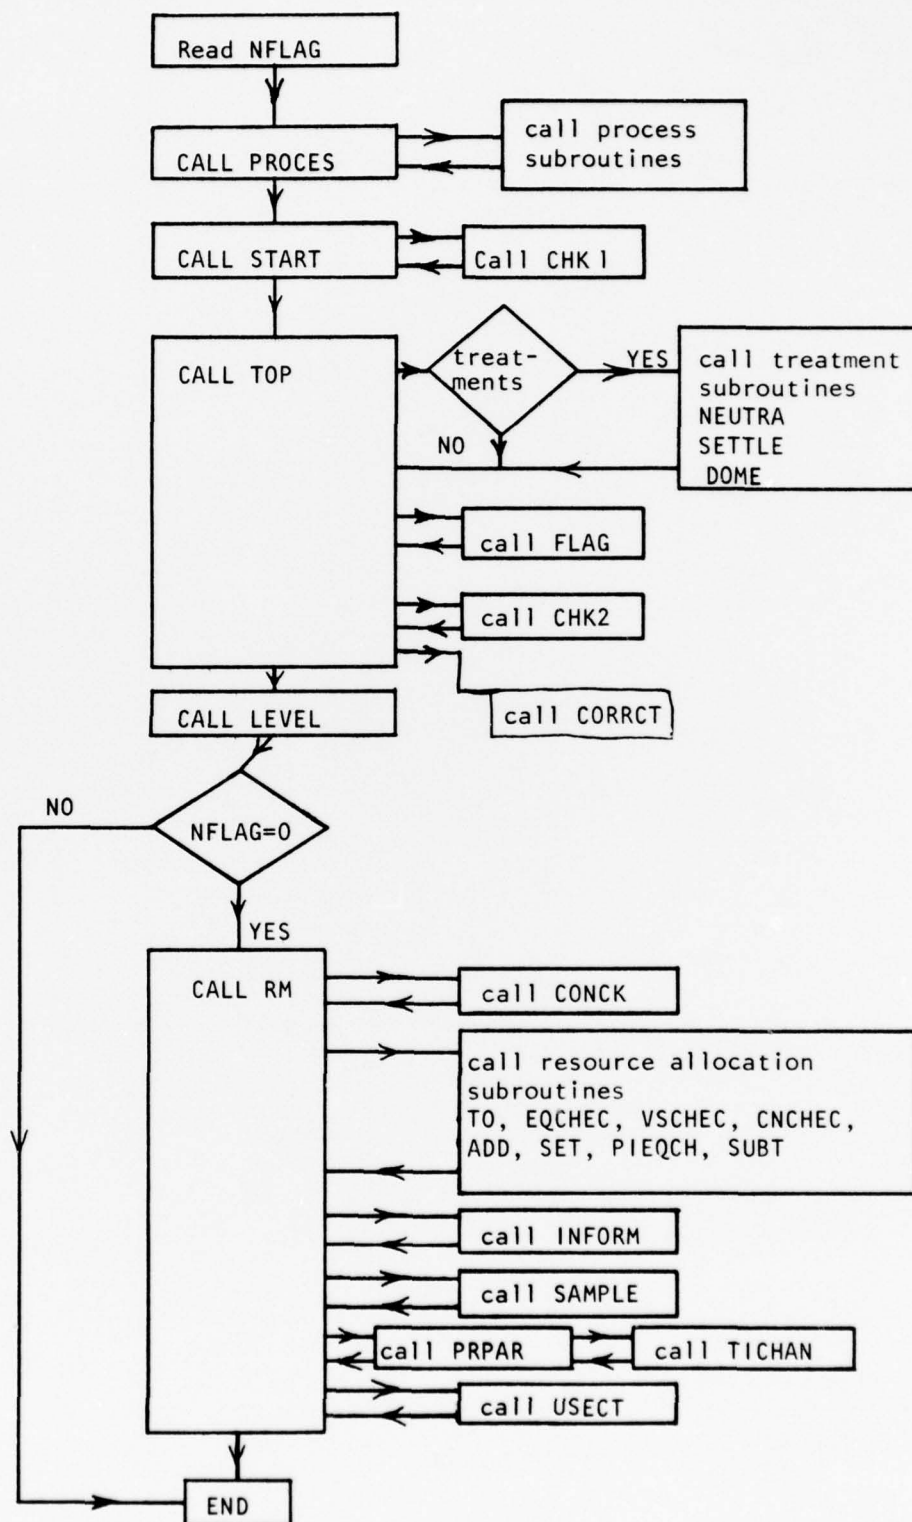 Read NFLAG
CALL PROCES
call process
subroutines
CALL START
Call CHK1
CALL TOP
treat-
ments
YES
call treatment
subroutines
NEUTRA
SETTLE
DOME
NO
call FLAG
call CHK2
call CORRCT
CALL LEVEL
NO
NFLAG=0
YES
CALL RM
call CONCK
call resource allocation
subroutines
TO, EQCHEC, VSCHEC, CNCHEC,
ADD, SET, PIEQCH, SUBT
call INFORM
call SAMPLE
call PRPAR
call TICHAN
call USECT
END